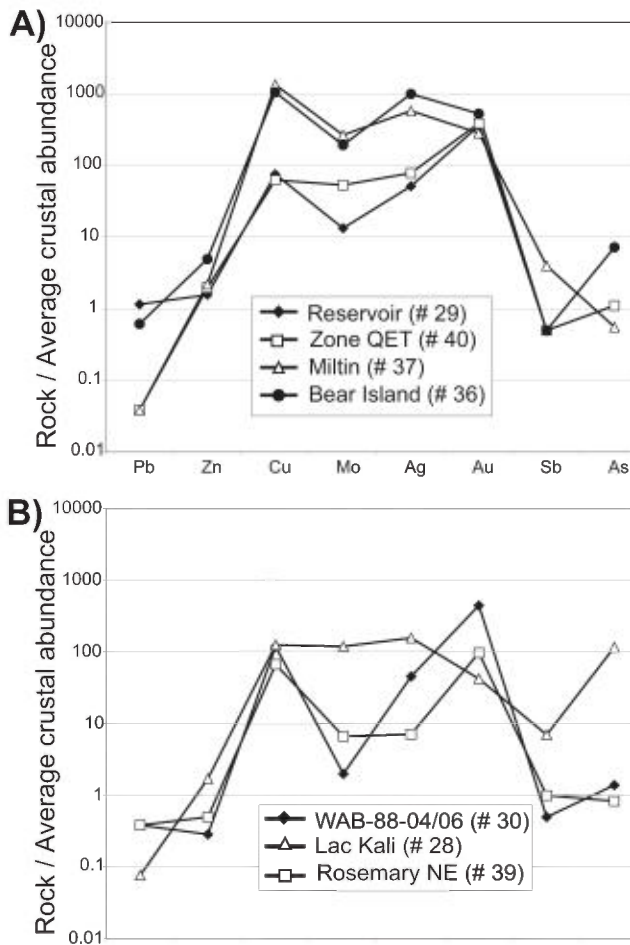 A)
Rock / Average crustal abundance
10000
1000
100
10
1
0.1
0.01
Reservoir (# 29)
Zone QET (# 40)
Miltin (# 37)
Bear Island (# 36)
Pb Zn Cu Mo Ag Au Sb As
B)
Rock / Average crustal abundance
10000
1000
100
10
1
0.1
0.01
WAB-88-04/06 (# 30)
Lac Kali (# 28)
Rosemary NE (# 39)